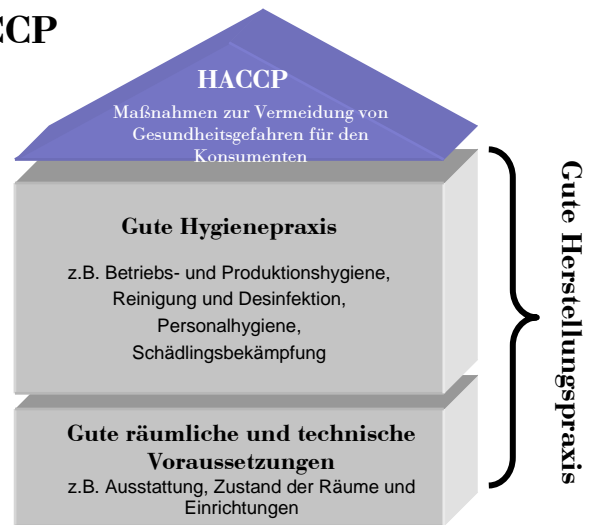 CCP
HACCP
Maßnahmen zur Vermeidung von
Gesundheitsgefahren für den
Konsumenten
Gute Hygienepraxis
z.B. Betriebs- und Produktionshygiene,
Reinigung und Desinfektion,
Personalhygiene,
Schädlingsbekämpfung
Gute räumliche und technische
Voraussetzungen
z.B. Ausstattung, Zustand der Räume und
Einrichtungen
Gute Herstellungspraxis